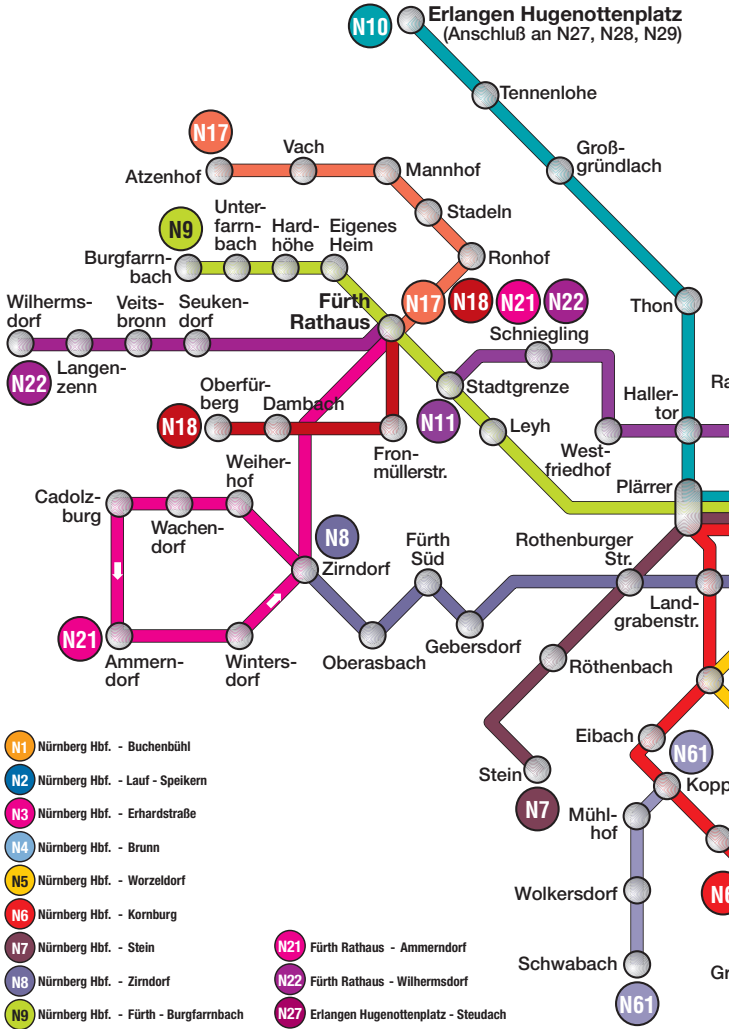 N10
Erlangen Hugenottenplatz
(Anschluß an N27, N28, N29)
Tennenlohe
Groß-
gründlach
N17
Vach
Atzenhof
Mannhof
Stadeln
Ronhof
N9
Unter-
farrn-
bach
Hard-
höhe
Eigenes
Heim
Burgfarrn-
bach
Wilherms-
dorf
Veits-
bronn
Seuken-
dorf
Langen-
zenn
N22
Fürth
Rathaus
N17
N18
N21
N22
Thon
Schniegling
Stadtgrenze
N11
Leyh
West-
friedhof
Haller-
tor
Ra
Plärrer
Oberfür-
berg
Dambach
N18
Fron-
müllerstr.
Weiher-
hof
Cadolz-
burg
Wachen-
dorf
N8
Zirndorf
Fürth
Süd
Rothenburger
Str.
Land-
grabenstr.
N21
Ammern-
dorf
Winters-
dorf
Oberasbach
Gebersdorf
Röthenbach
Eibach
N61
Stein
N7
Kopp
Mühl-
hof
N6
Wolkersdorf
Schwabach
Gr
N61
N1 Nürnberg Hbf. - Buchenbühl
N2 Nürnberg Hbf. - Lauf - Speikern
N3 Nürnberg Hbf. - Erhardstraße
N4 Nürnberg Hbf. - Brunn
N5 Nürnberg Hbf. - Worzeldorf
N6 Nürnberg Hbf. - Kornburg
N7 Nürnberg Hbf. - Stein
N8 Nürnberg Hbf. - Zirndorf
N9 Nürnberg Hbf. - Fürth - Burgfarrnbach
N21 Fürth Rathaus - Ammerndorf
N22 Fürth Rathaus - Wilhermsdorf
N27 Erlangen Hugenottenplatz - Steudach